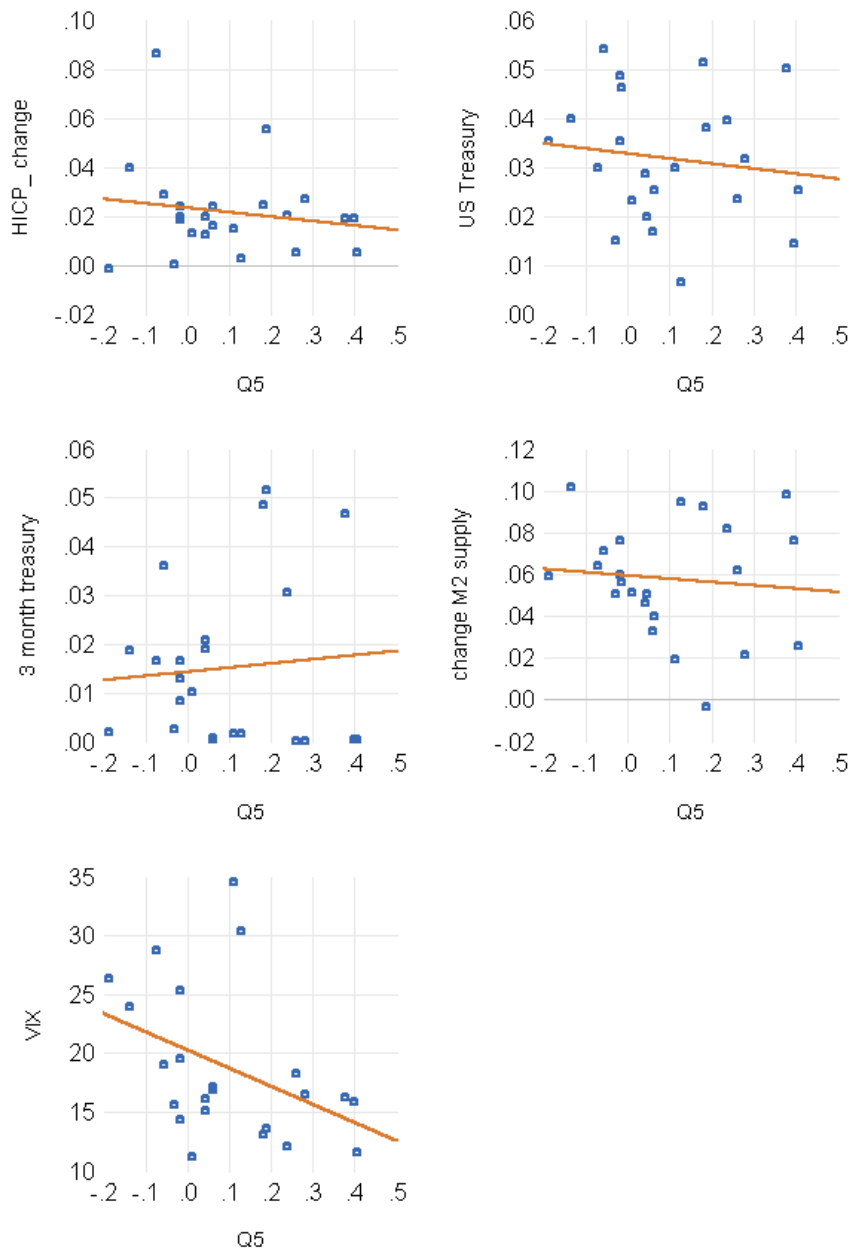 HICP_ change
.10
.08
.06
.04
.02
.00
-.02
-.2 -.1 .0 .1 .2 .3 .4 .5
Q5
US Treasury
.06
.05
.04
.03
.02
.01
.00
-.2 -.1 .0 .1 .2 .3 .4 .5
Q5
3 month treasury
.06
.05
.04
.03
.02
.01
.00
-.2 -.1 .0 .1 .2 .3 .4 .5
Q5
change M2 supply
.12
.10
.08
.06
.04
.02
.00
-.02
-.2 -.1 .0 .1 .2 .3 .4 .5
Q5
VIX
35
30
25
20
15
10
-.2 -.1 .0 .1 .2 .3 .4 .5
Q5